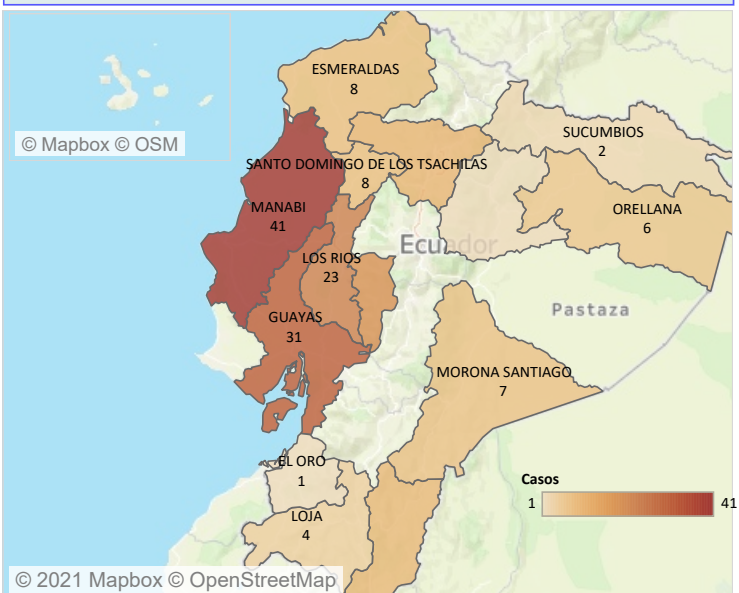 ESMERALDAS
8
© Mapbox © OSM
SUCUMBIOS
2
SANTO DOMINGO DE LOS TSACHILAS
8
MANABI
41
ORELLANA
6
Ecuador
LOS RIOS
23
Pastaza
GUAYAS
31
MORONA SANTIAGO
7
EL ORO
1
Casos
1
41
LOJA
4
© 2021 Mapbox © OpenStreetMap